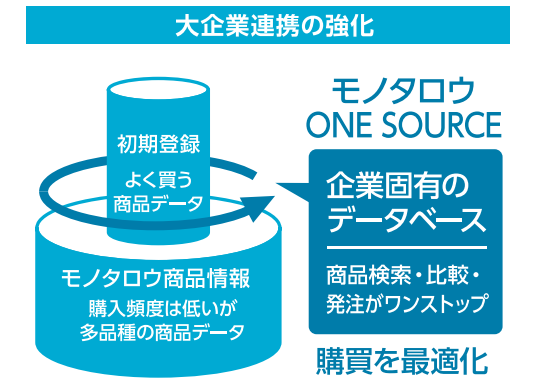 大企業連携の強化
初期登録
よく買う
商品データ
モノタロウ商品情報
購入頻度は低いが
多品種の商品データ
モノタロウ
ONE SOURCE
企業固有の
データベース
商品検索・比較・
発注がワンストップ
購買を最適化